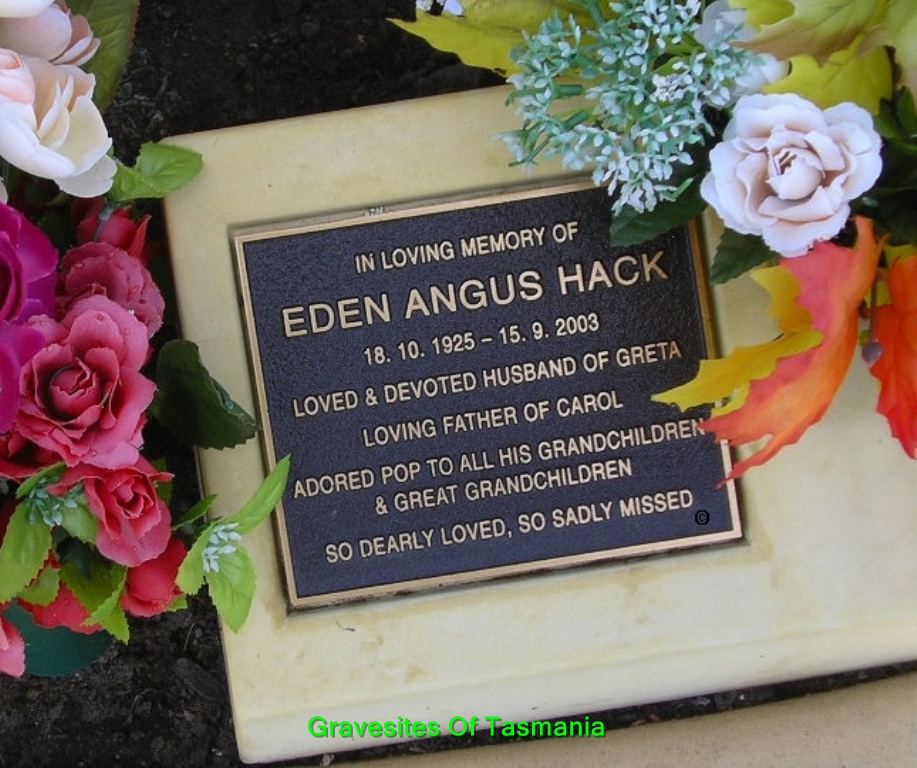 IN LOVING MEMORY OF
EDEN ANGUS HACK
18. 10. 1925 – 15. 9. 2003
LOVED & DEVOTED HUSBAND OF GRETA
LOVING FATHER OF CAROL
ADORED POP TO ALL HIS GRANDCHILDREN
& GREAT GRANDCHILDREN
SO DEARLY LOVED, SO SADLY MISSED
©
Gravesites Of Tasmania